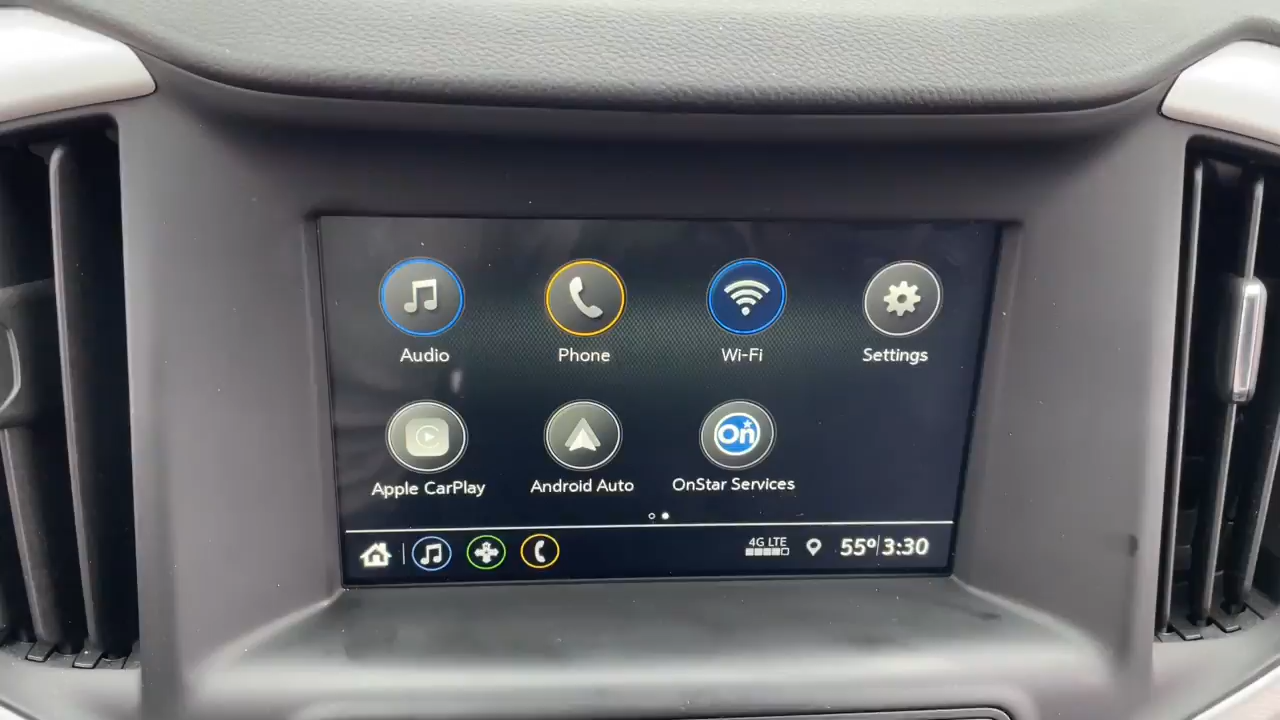 Audio Phone Wi-Fi Settings
Apple CarPlay Android Auto On OnStar Services
4G LTE 55° 3:30